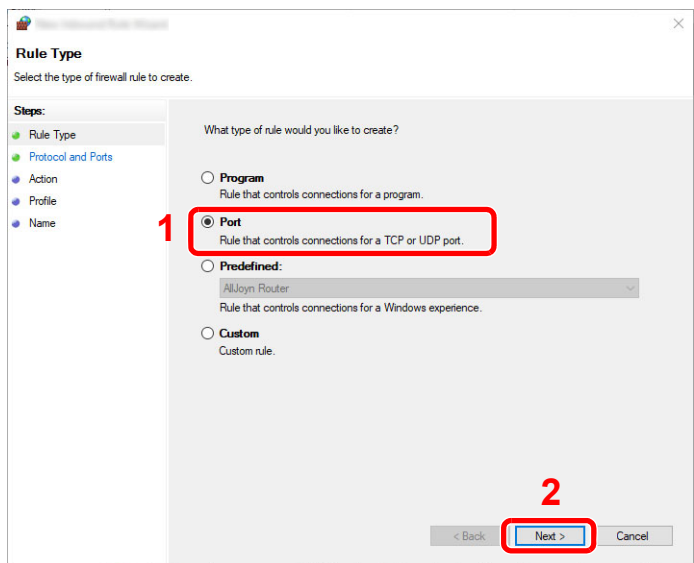 Rule Type
Select the type of firewall rule to create.
Steps:
Rule Type
Protocol and Ports
Action
Profile
Name
What type of rule would you like to create?
Program
Rule that controls connections for a program.
1
Port
Rule that controls connections for a TCP or UDP port.
Predefined:
AllJoyn Router
Rule that controls connections for a Windows experience.
Custom
Custom rule.
2
< Back
Next >
Cancel